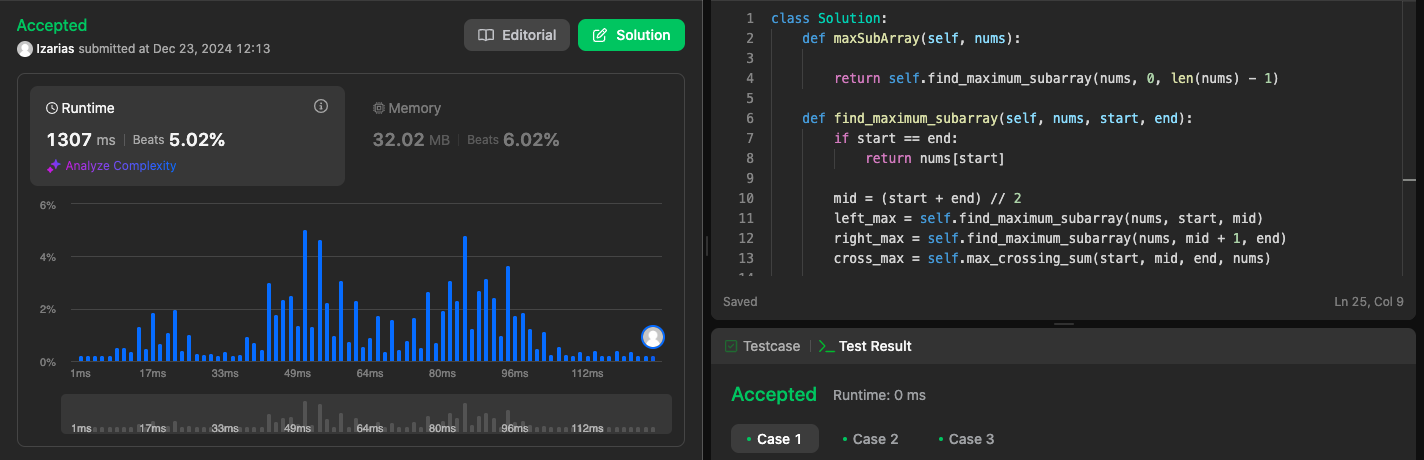 Accepted
Izarias submitted at Dec 23, 2024 12:13
Editorial
Solution
Runtime
1307 ms | Beats 5.02%
Analyze Complexity
Memory
32.02 MB | Beats 6.02%
6%
4%
2%
0%
1ms 17ms 33ms 49ms 64ms 80ms 96ms 112ms
1ms 17ms 33ms 49ms 64ms 80ms 96ms 112ms
1 class Solution:
2     def maxSubArray(self, nums):
3
4         return self.find_maximum_subarray(nums, 0, len(nums) - 1)
5
6     def find_maximum_subarray(self, nums, start, end):
7         if start == end:
8             return nums[start]
9
10         mid = (start + end) // 2
11         left_max = self.find_maximum_subarray(nums, start, mid)
12         right_max = self.find_maximum_subarray(nums, mid + 1, end)
13         cross_max = self.max_crossing_sum(start, mid, end, nums)
14
Saved
Ln 25, Col 9
Testcase | >_ Test Result
Accepted Runtime: 0 ms
• Case 1 • Case 2 • Case 3